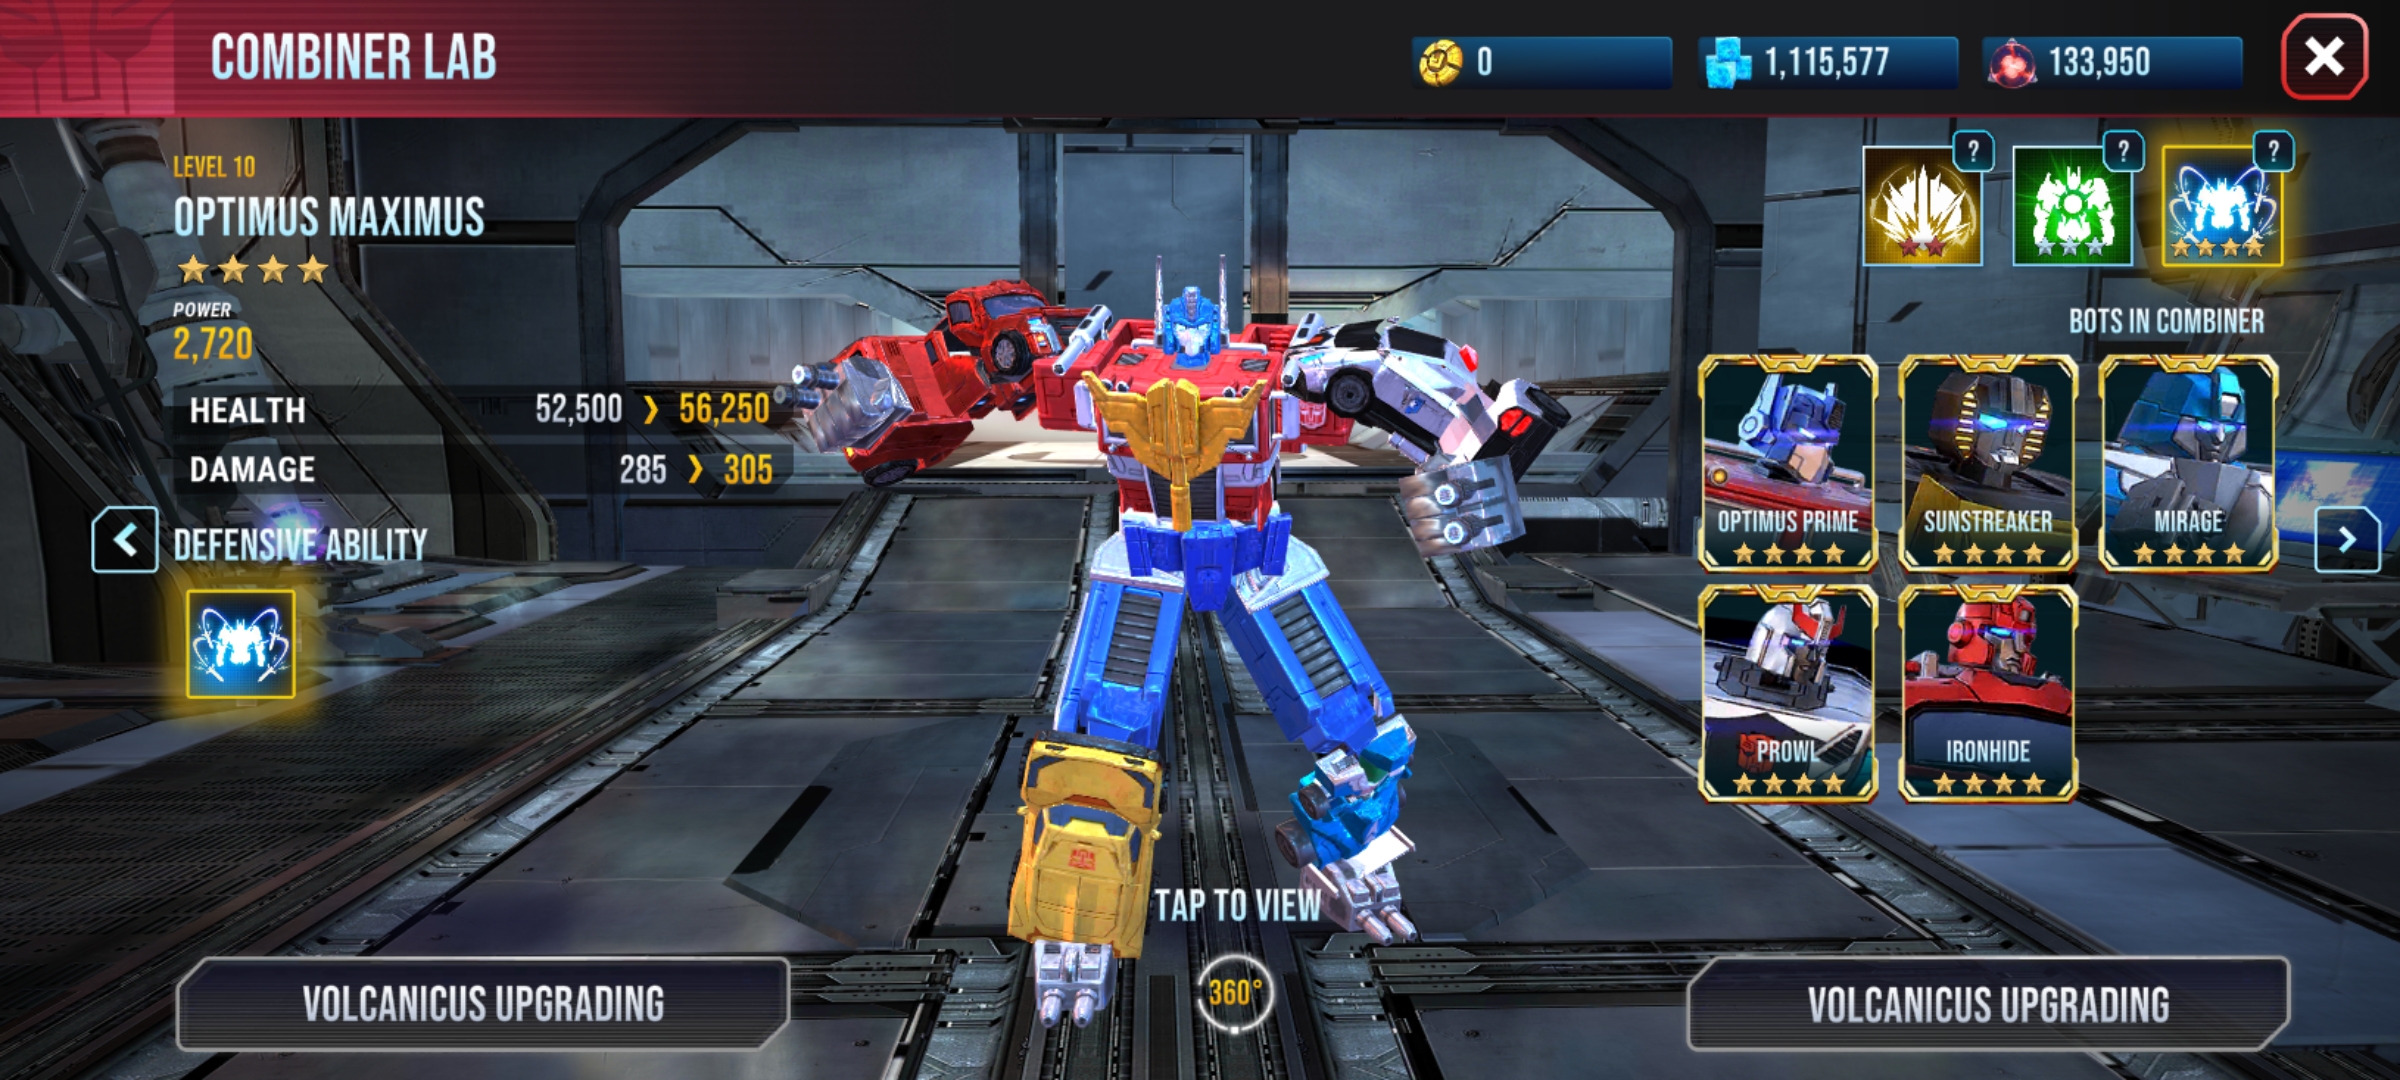 COMBINER LAB
0
1,115,577
133,950
LEVEL 10
OPTIMUS MAXIMUS
POWER
2,720
HEALTH 52,500 > 56,250
DAMAGE 285 > 305
DEFENSIVE ABILITY
?
?
?
BOTS IN COMBINER
OPTIMUS PRIME
SUNSTREAKER
MIRAGE
PROWL
IRONHIDE
TAP TO VIEW
360°
VOLCANICUS UPGRADING
VOLCANICUS UPGRADING